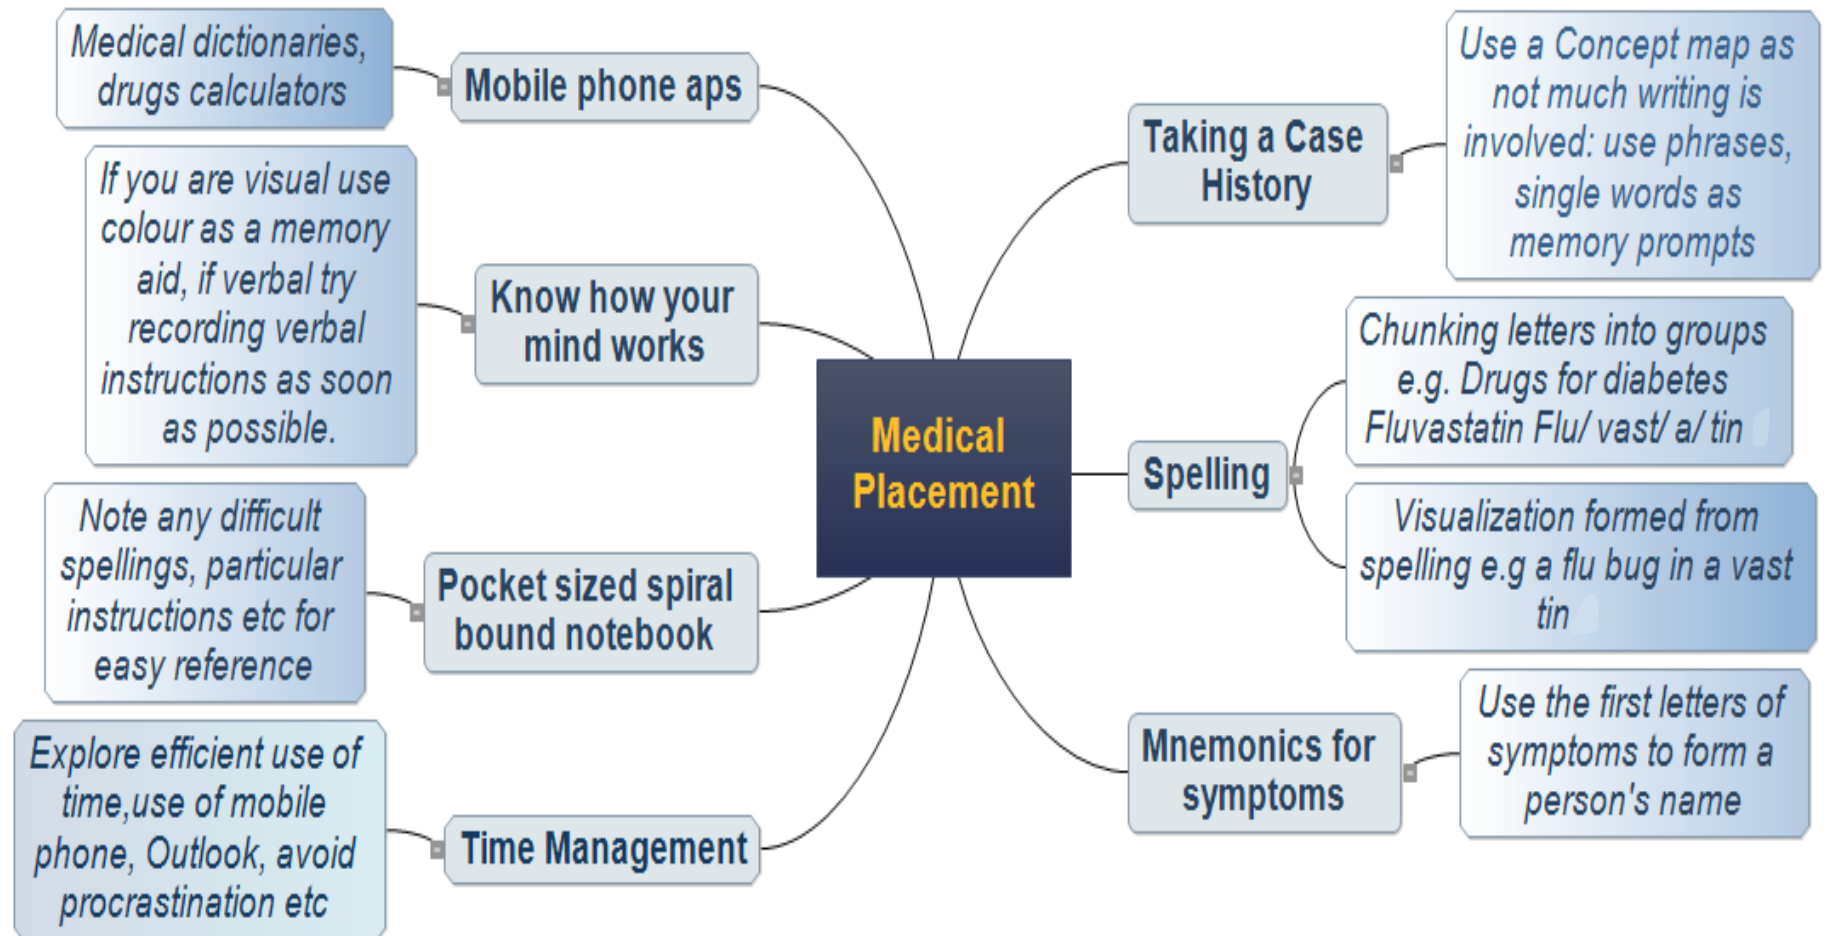 Medical
Placement
Mobile phone aps
Medical dictionaries,
drugs calculators
Know how your
mind works
If you are visual use
colour as a memory
aid, if verbal try
recording verbal
instructions as soon
as possible.
Pocket sized spiral
bound notebook
Note any difficult
spellings, particular
instructions etc for
easy reference
Time Management
Explore efficient use of
time,use of mobile
phone, Outlook, avoid
procrastination etc
Taking a Case
History
Use a Concept map as
not much writing is
involved: use phrases,
single words as
memory prompts
Spelling
Chunking letters into groups
e.g. Drugs for diabetes
Fluvastatin Flu/ vast/ a/ tin
Visualization formed from
spelling e.g a flu bug in a vast
tin
Mnemonics for
symptoms
Use the first letters of
symptoms to form a
person's name